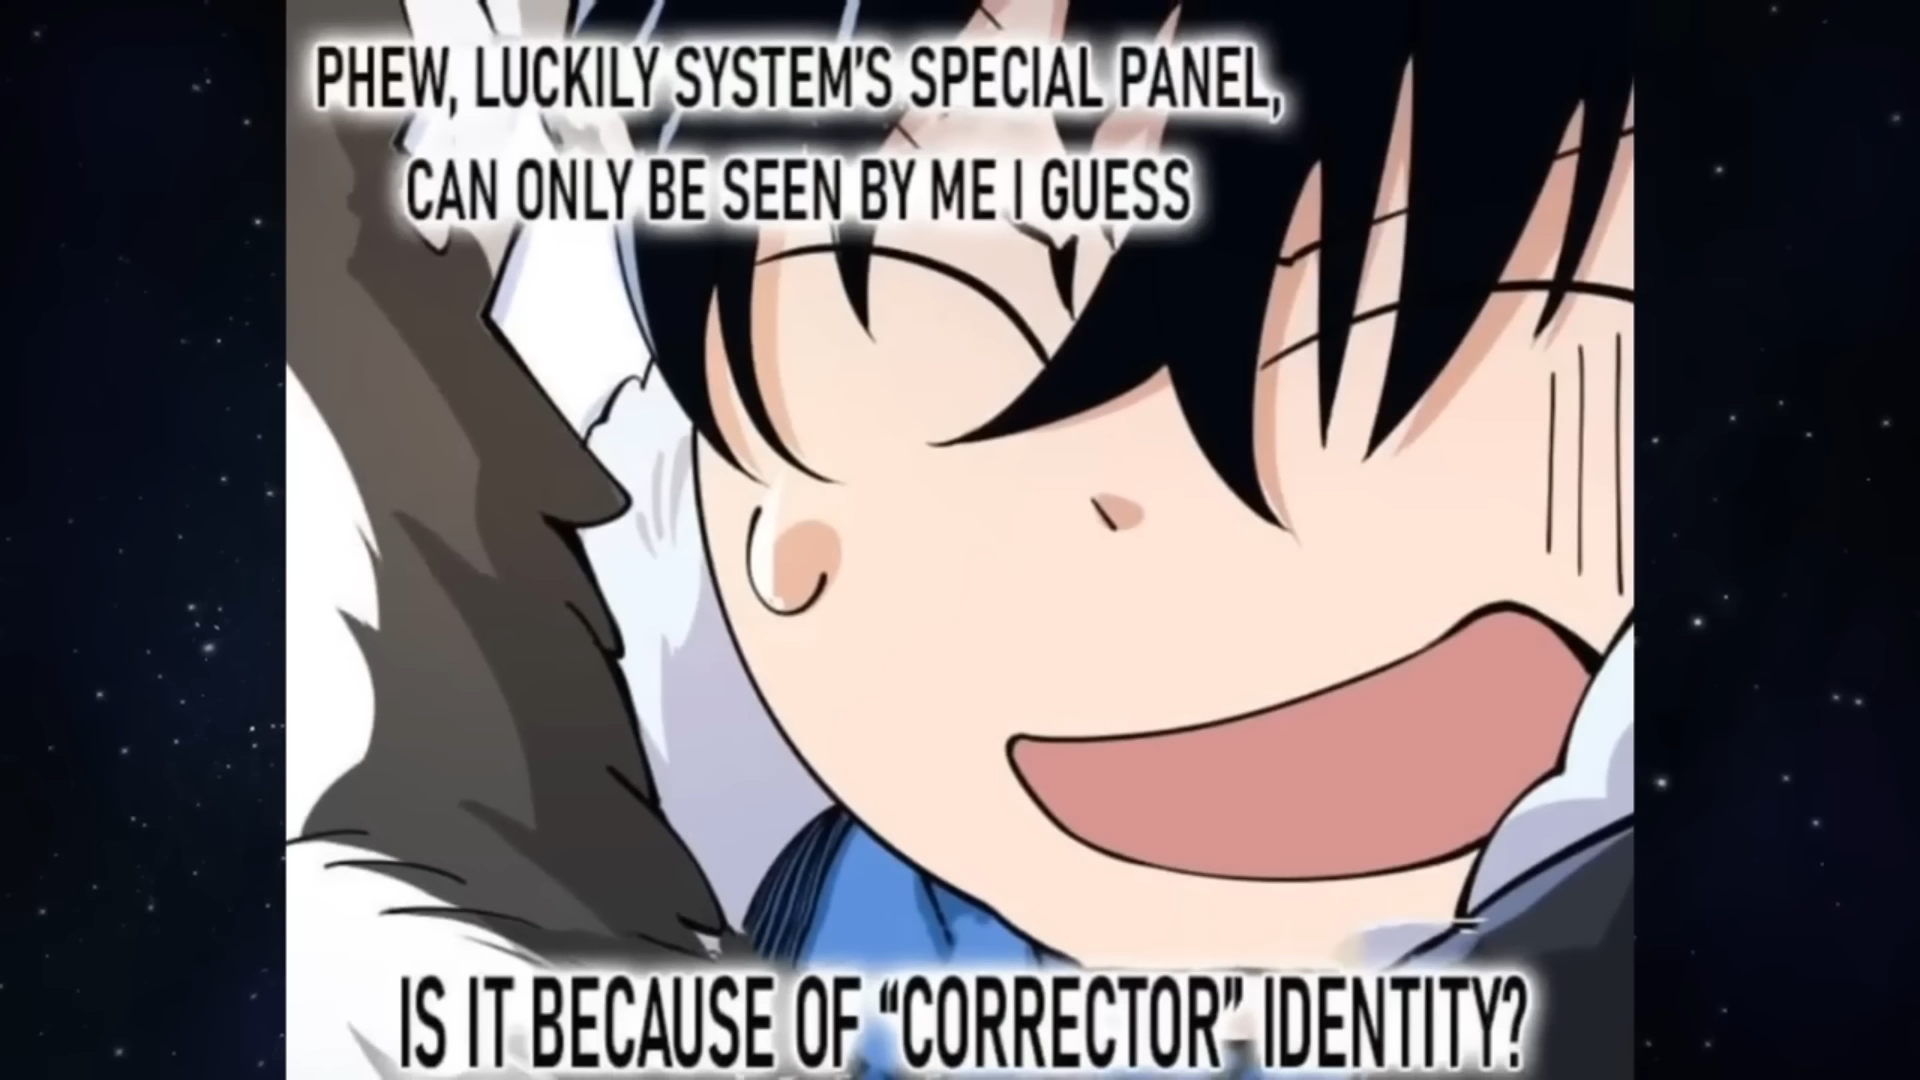 PHEW, LUCKILY SYSTEM'S SPECIAL PANEL,
CAN ONLY BE SEEN BY ME I GUESS
IS IT BECAUSE OF “CORRECTOR” IDENTITY?